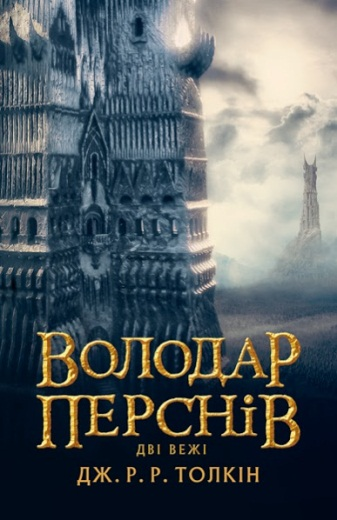 ВОЛОДАР
ПЕРСНІВ
ДВІ ВЕЖІ
ДЖ. Р. Р. ТОЛКІН